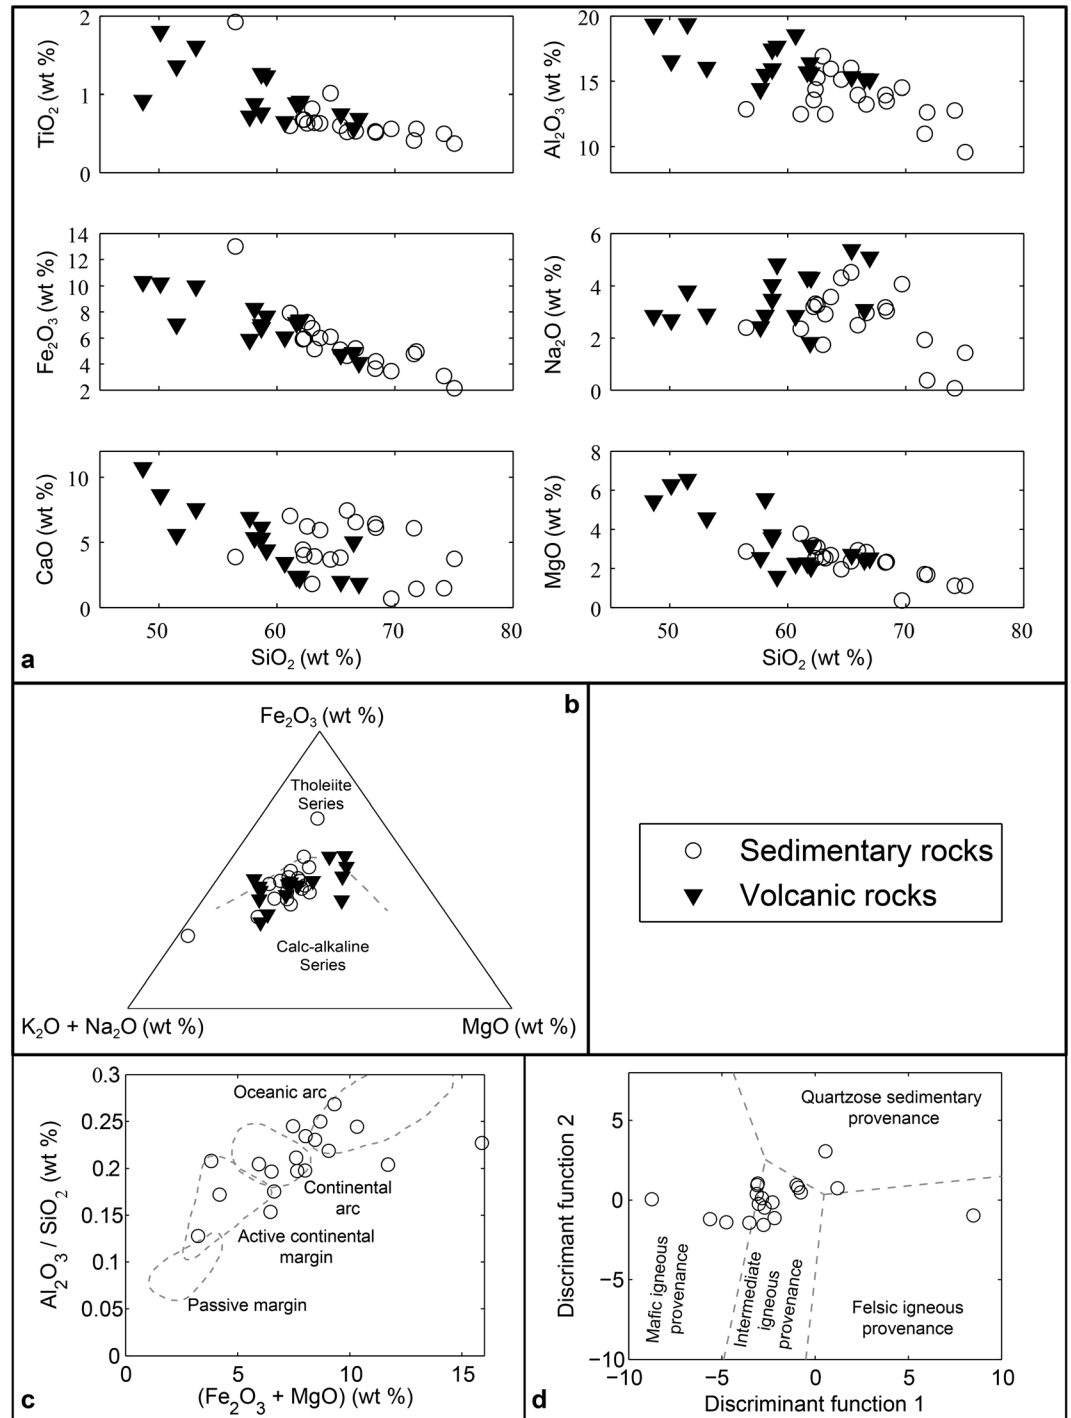 2
1
0
TiO2 (wt %)
20
15
10
Al2O3 (wt %)
14
12
10
8
6
4
2
Fe2O3 (wt %)
6
4
2
0
Na2O (wt %)
10
5
0
CaO (wt %)
50
60
70
80
SiO2 (wt %)
a
8
6
4
2
0
MgO (wt %)
50
60
70
80
SiO2 (wt %)
b
Fe2O3 (wt %)
Tholeiite
Series
Calc-alkaline
Series
K2O + Na2O (wt %)
MgO (wt %)
Sedimentary rocks
Volcanic rocks
0.3
0.25
0.2
0.15
0.1
0.05
0
Al2O3 / SiO2 (wt %)
Oceanic arc
Continental
arc
Active continental
margin
Passive margin
0
5
10
15
(Fe2O3 + MgO) (wt %)
c
5
0
−5
−10
Discrimant function 2
Quartzose sedimentary
provenance
Mafic igneous
provenance
Intermediate
igneous
provenance
Felsic igneous
provenance
−10
−5
0
5
10
Discriminant function 1
d